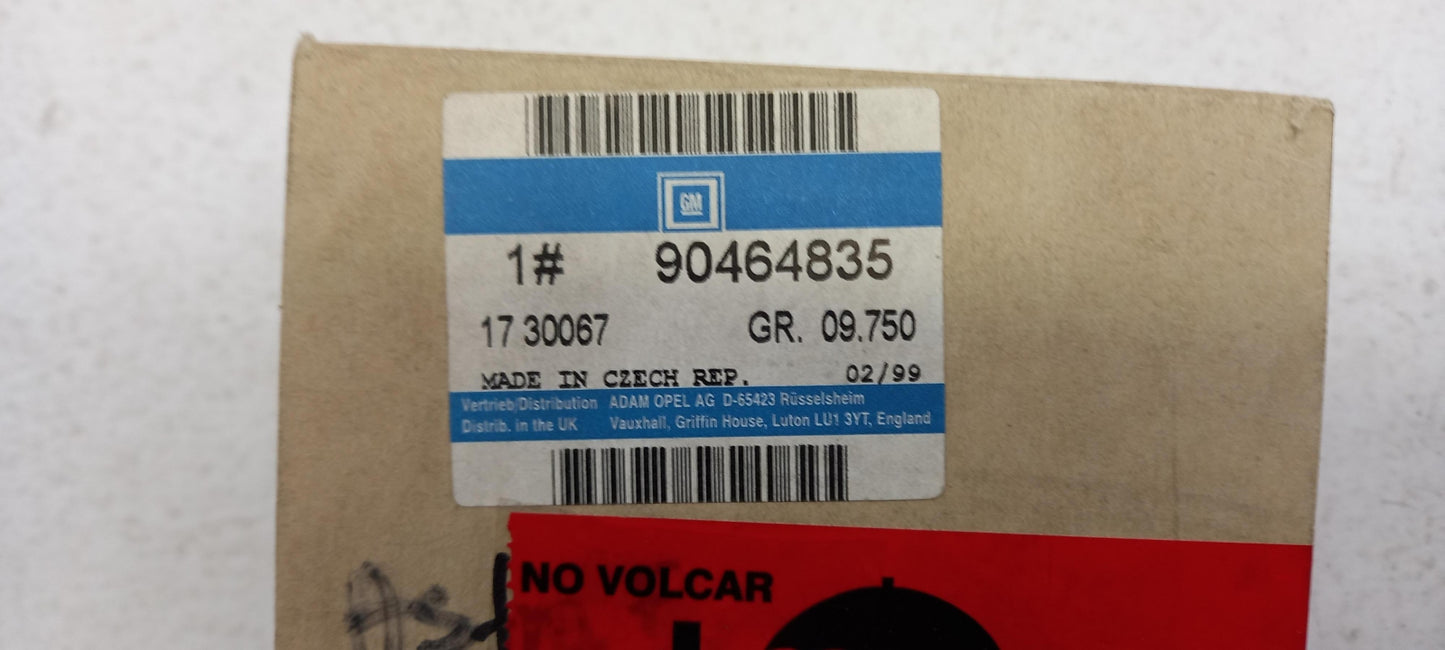 GM
1# 90464835
17 30067 GR. 09.750
MADE IN CZECH REP. 02/99
Vertrieb/Distribution ADAM OPEL AG D-65423 Rüsselsheim
Distrib. in the UK Vauxhall, Griffin House, Luton LU1 3YT, England
NO VOLCAR